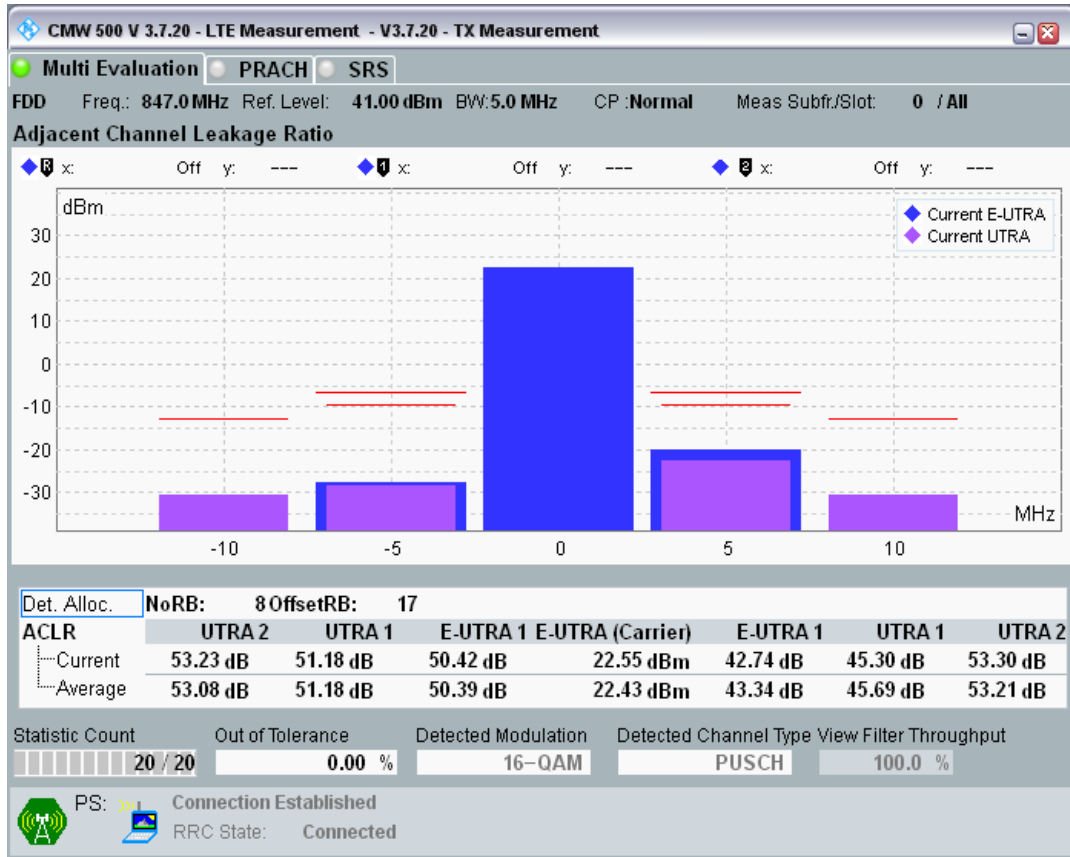 CMW 500 V 3.7.20 - LTE Measurement - V3.7.20 - TX Measurement
Multi Evaluation PRACH SRS
FDD Freq.: 847.0 MHz Ref. Level: 41.00 dBm BW:5.0 MHz CP :Normal Meas Subfr./Slot: 0 / All
Adjacent Channel Leakage Ratio
R x: Off y: --- 1 x: Off y: --- 2 x: Off y: ---
dBm
Current E-UTRA
Current UTRA
30
20
10
0
-10
-20
-30
MHz
-10 -5 0 5 10
Det. Alloc. NoRB: 8 OffsetRB: 17
ACLR UTRA 2 UTRA 1 E-UTRA 1 E-UTRA (Carrier) E-UTRA 1 UTRA 1 UTRA 2
Current 53.23 dB 51.18 dB 50.42 dB 22.55 dBm 42.74 dB 45.30 dB 53.30 dB
Average 53.08 dB 51.18 dB 50.39 dB 22.43 dBm 43.34 dB 45.69 dB 53.21 dB
Statistic Count Out of Tolerance Detected Modulation Detected Channel Type View Filter Throughput
20 / 20 0.00 % 16-QAM PUSCH 100.0 %
PS: Connection Established
RRC State: Connected